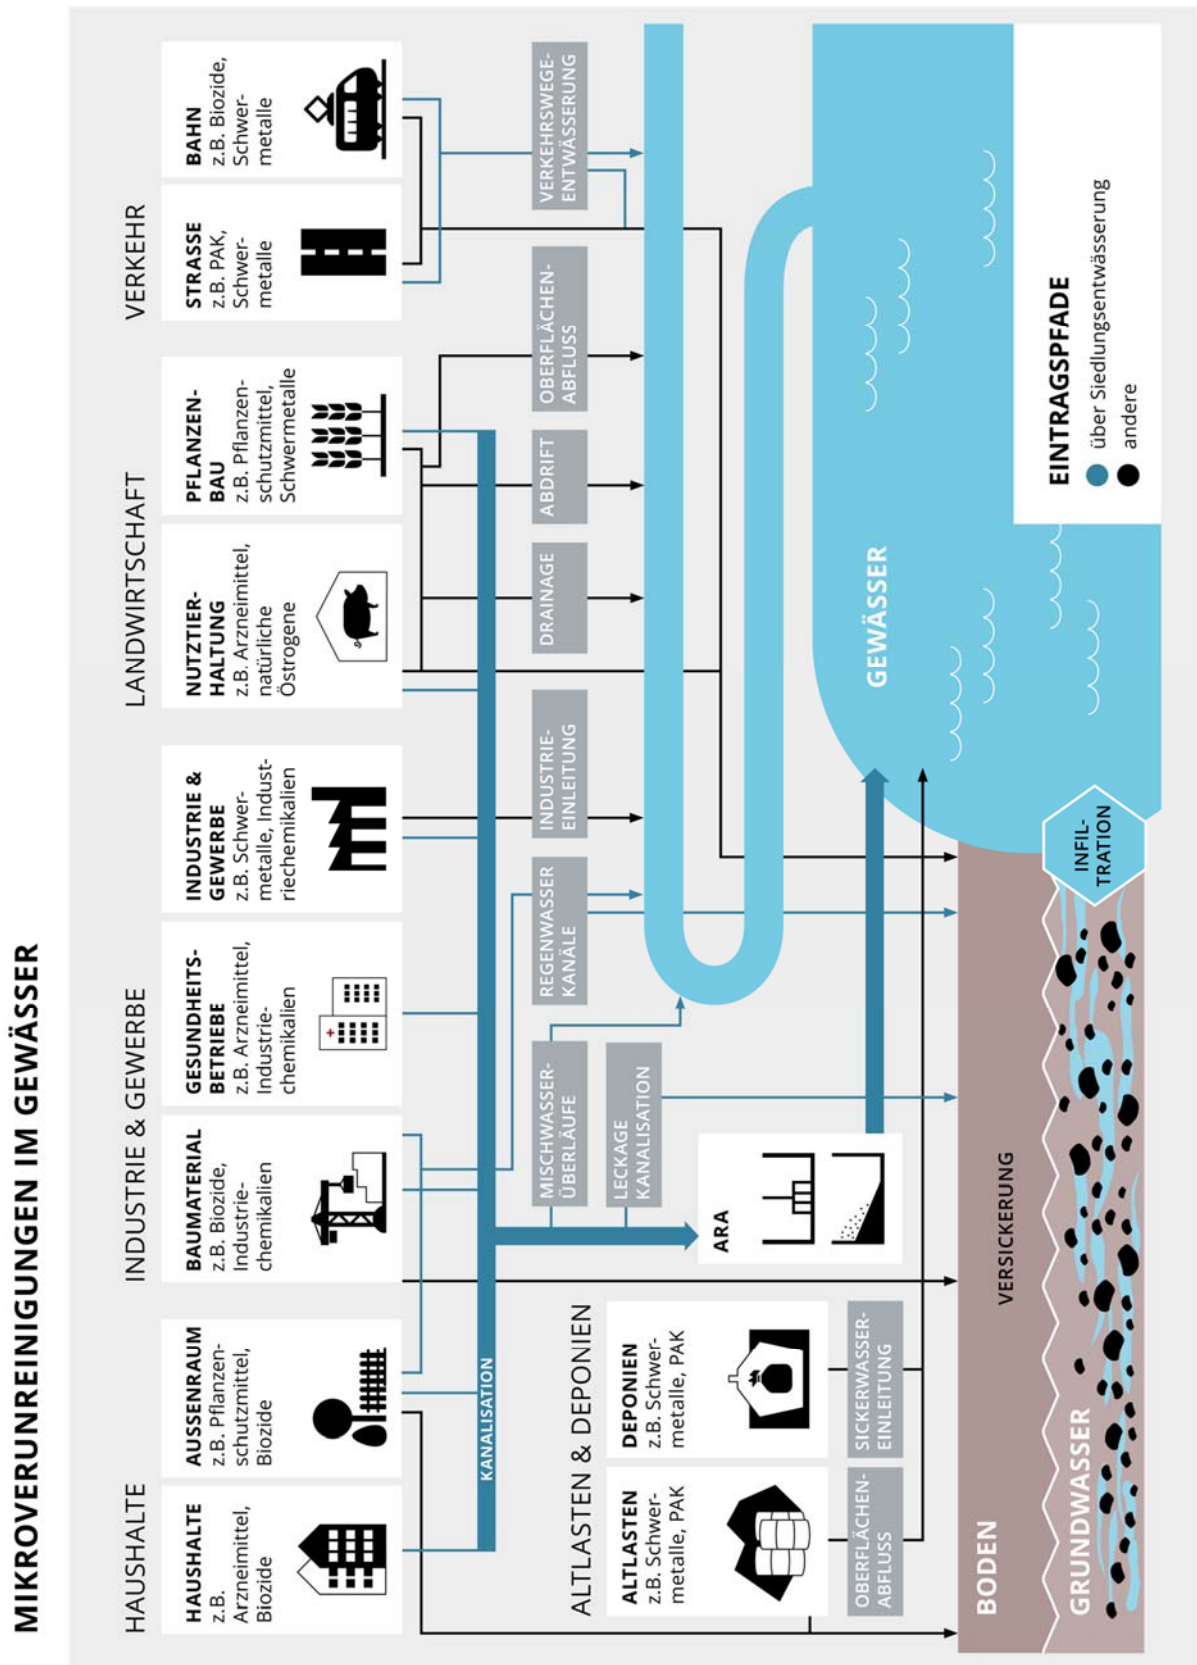 MIKROVERUNREINIGUNGEN IM GEWÄSSER
HAUSHALTE
INDUSTRIE & GEWERBE
LANDWIRTSCHAFT
VERKEHR
HAUSHALTE
z.B.
Arzneimittel,
Biozide
AUSSENRAUM
z.B. Pflanzen-
schutzmittel,
Biozide
BAUMATERIAL
z.B. Biozide,
Industrie-
chemikalien
GESUNDHEITS-
BETRIEBE
z.B. Arzneimittel,
Industrie-
chemikalien
INDUSTRIE &
GEWERBE
z.B. Schwer-
metalle, Indust-
riechemikalien
NUTZTIER-
HALTUNG
z.B. Arzneimittel,
natürliche
Östrogene
PFLANZEN-
BAU
z.B. Pflanzen-
schutzmittel,
Schwermetalle
STRASSE
z.B. PAK,
Schwer-
metalle
BAHN
z.B. Biozide,
Schwer-
metalle
KANALISATION
MISCHWASSER-
ÜBERLÄUFE
REGENWASSER
KANÄLE
INDUSTRIE-
EINLEITUNG
DRAINAGE
ABDRIFT
OBERFLÄCHEN-
ABFLUSS
VERKEHRSWEGE-
ENTWÄSSERUNG
LECKAGE
KANALISATION
ALTLASTEN & DEPONIEN
ALTLASTEN
z.B. Schwer-
metalle, PAK
DEPONIEN
z.B. Schwer-
metalle, PAK
ARA
OBERFLÄCHEN-
ABFLUSS
SICKERWASSER-
EINLEITUNG
GEWÄSSER
BODEN
VERSICKERUNG
GRUNDWASSER
INFIL-
TRATION
EINTRAGSPFADE
über Siedlungsentwässerung
andere